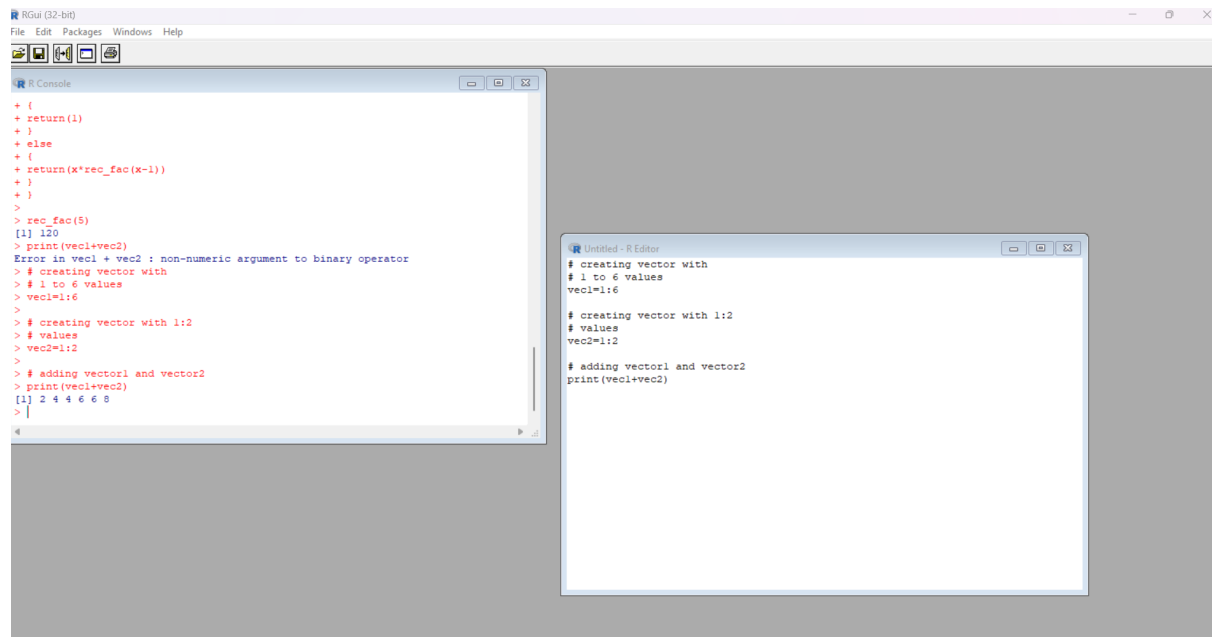 RGui (32-bit)
File Edit Packages Windows Help
R Console
+ {
+ return(1)
+ }
+ else
+ {
+ return(x*rec_fac(x-1))
+ }
+ }
>
> rec_fac(5)
[1] 120
> print(vec1+vec2)
Error in vec1 + vec2 : non-numeric argument to binary operator
> # creating vector with
> # 1 to 6 values
> vec1=1:6
>
> # creating vector with 1:2
> # values
> vec2=1:2
>
> # adding vector1 and vector2
> print(vec1+vec2)
[1] 2 4 4 6 6 8
>
Untitled - R Editor
# creating vector with
# 1 to 6 values
vec1=1:6
# creating vector with 1:2
# values
vec2=1:2
# adding vector1 and vector2
print(vec1+vec2)